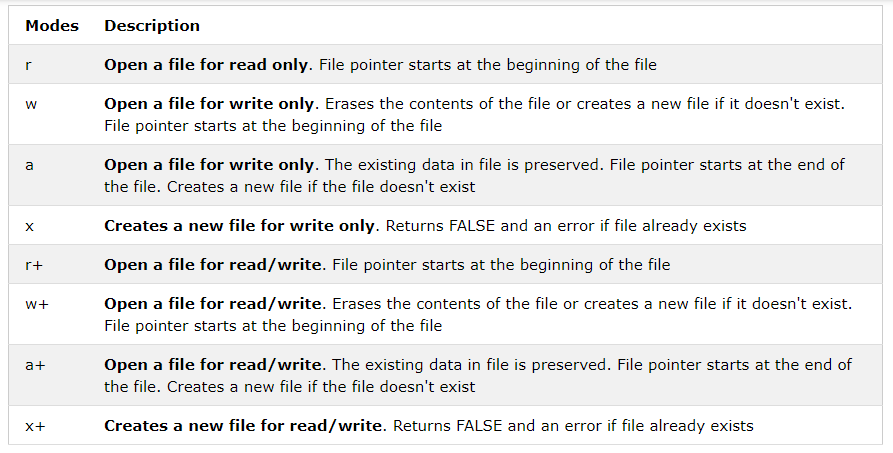 Modes Description
r Open a file for read only. File pointer starts at the beginning of the file
w Open a file for write only. Erases the contents of the file or creates a new file if it doesn't exist.
File pointer starts at the beginning of the file
a Open a file for write only. The existing data in file is preserved. File pointer starts at the end of
the file. Creates a new file if the file doesn't exist
x Creates a new file for write only. Returns FALSE and an error if file already exists
r+ Open a file for read/write. File pointer starts at the beginning of the file
w+ Open a file for read/write. Erases the contents of the file or creates a new file if it doesn't exist.
File pointer starts at the beginning of the file
a+ Open a file for read/write. The existing data in file is preserved. File pointer starts at the end of
the file. Creates a new file if the file doesn't exist
x+ Creates a new file for read/write. Returns FALSE and an error if file already exists